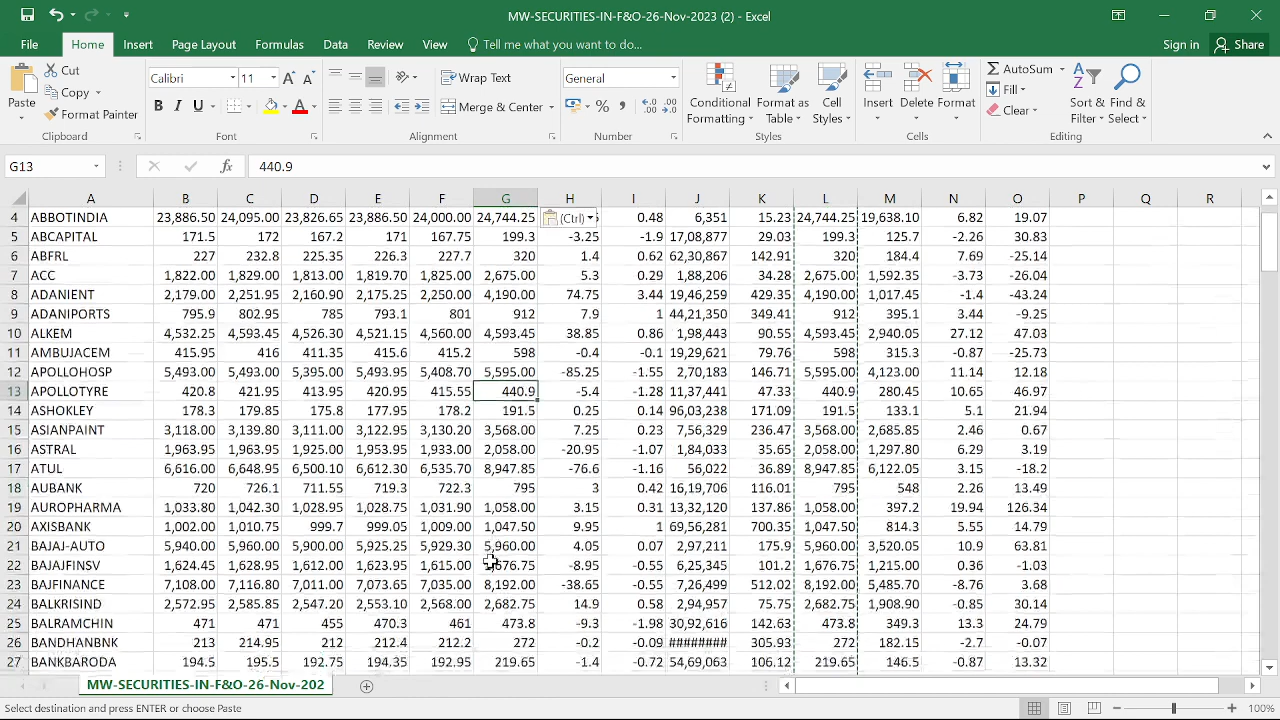 MW-SECURITIES-IN-F&O-26-Nov-2023 (2) - Excel
File Home Insert Page Layout Formulas Data Review View Tell me what you want to do... Sign in Share
Paste
Cut
Copy
Format Painter
Calibri 11
B I U
A A A
Wrap Text
Merge & Center
General
% ,
Conditional Formatting
Format as Table
Cell Styles
Insert
Delete
Format
AutoSum
Fill
Clear
Sort & Filter
Find & Select
Clipboard Font Alignment Number Styles Cells Editing
G13 fx 440.9
A B C D E F G H I J K L M N O P Q R
4 ABBOTINDIA 23,886.50 24,095.00 23,826.65 23,886.50 24,000.00 24,744.25 (Ctrl) 0.48 6,351 15.23 24,744.25 19,638.10 6.82 19.07
5 ABCAPITAL 171.5 172 167.2 171 167.75 199.3 -3.25 -1.9 17,08,877 29.03 199.3 125.7 -2.26 30.83
6 ABFRL 227 232.8 225.35 226.3 227.7 320 1.4 0.62 62,30,867 142.91 320 184.4 7.69 -25.14
7 ACC 1,822.00 1,829.00 1,813.00 1,819.70 1,825.00 2,675.00 5.3 0.29 1,88,206 34.28 2,675.00 1,592.35 -3.73 -26.04
8 ADANIENT 2,179.00 2,251.95 2,160.90 2,175.25 2,250.00 4,190.00 74.75 3.44 19,46,259 429.35 4,190.00 1,017.45 -1.4 -43.24
9 ADANIPORTS 795.9 802.95 785 793.1 801 912 7.9 1 44,21,350 349.41 912 395.1 3.44 -9.25
10 ALKEM 4,532.25 4,593.45 4,526.30 4,521.15 4,560.00 4,593.45 38.85 0.86 1,98,443 90.55 4,593.45 2,940.05 27.12 47.03
11 AMBUJACEM 415.95 416 411.35 415.6 415.2 598 -0.4 -0.1 19,29,621 79.76 598 315.3 -0.87 -25.73
12 APOLLOHOSP 5,493.00 5,493.00 5,395.00 5,493.95 5,408.70 5,595.00 -85.25 -1.55 2,70,183 146.71 5,595.00 4,123.00 11.14 12.18
13 APOLLOTYRE 420.8 421.95 413.95 420.95 415.55 440.9 -5.4 -1.28 11,37,441 47.33 440.9 280.45 10.65 46.97
14 ASHOKLEY 178.3 179.85 175.8 177.95 178.2 191.5 0.25 0.14 96,03,238 171.09 191.5 133.1 5.1 21.94
15 ASIANPAINT 3,118.00 3,139.80 3,111.00 3,122.95 3,130.20 3,568.00 7.25 0.23 7,56,329 236.47 3,568.00 2,685.85 2.46 0.67
16 ASTRAL 1,963.95 1,963.95 1,925.00 1,953.95 1,933.00 2,058.00 -20.95 -1.07 1,84,033 35.65 2,058.00 1,297.80 6.29 3.19
17 ATUL 6,616.00 6,648.95 6,500.10 6,612.30 6,535.70 8,947.85 -76.6 -1.16 56,022 36.89 8,947.85 6,122.05 3.15 -18.2
18 AUBANK 720 726.1 711.55 719.3 722.3 795 3 0.42 16,19,706 116.01 795 548 2.26 13.49
19 AUROPHARMA 1,033.80 1,042.30 1,028.95 1,028.75 1,031.90 1,058.00 3.15 0.31 13,32,120 137.86 1,058.00 397.2 19.94 126.34
20 AXISBANK 1,002.00 1,010.75 999.7 999.05 1,009.00 1,047.50 9.95 1 69,56,281 700.35 1,047.50 814.3 5.55 14.79
21 BAJAJ-AUTO 5,940.00 5,960.00 5,900.00 5,925.25 5,929.30 5,960.00 4.05 0.07 2,97,211 175.9 5,960.00 3,520.05 10.9 63.81
22 BAJAJFINSV 1,624.45 1,628.95 1,612.00 1,623.95 1,615.00 -8.95 -0.55 6,25,345 101.2 1,676.75 1,215.00 0.36 -1.03
23 BAJFINANCE 7,108.00 7,116.80 7,011.00 7,073.65 7,035.00 8,192.00 -38.65 -0.55 7,26,499 512.02 8,192.00 5,485.70 -8.76 3.68
24 BALKRISIND 2,572.95 2,585.85 2,547.20 2,553.10 2,568.00 2,682.75 14.9 0.58 2,94,957 75.75 2,682.75 1,908.90 -0.85 30.14
25 BALRAMCHIN 471 471 455 470.3 461 473.8 -9.3 -1.98 30,92,616 142.63 473.8 349.3 13.3 24.79
26 BANDHANBNK 213 214.95 212 212.4 212.2 272 -0.2 -0.09 ######## 305.93 272 182.15 -2.7 -0.07
27 BANKBARODA 194.5 195.5 192.75 194.35 192.95 219.65 -1.4 -0.72 54,69,063 106.12 219.65 146.5 -0.87 13.32
MW-SECURITIES-IN-F&O-26-Nov-202
Select destination and press ENTER or choose Paste 100%